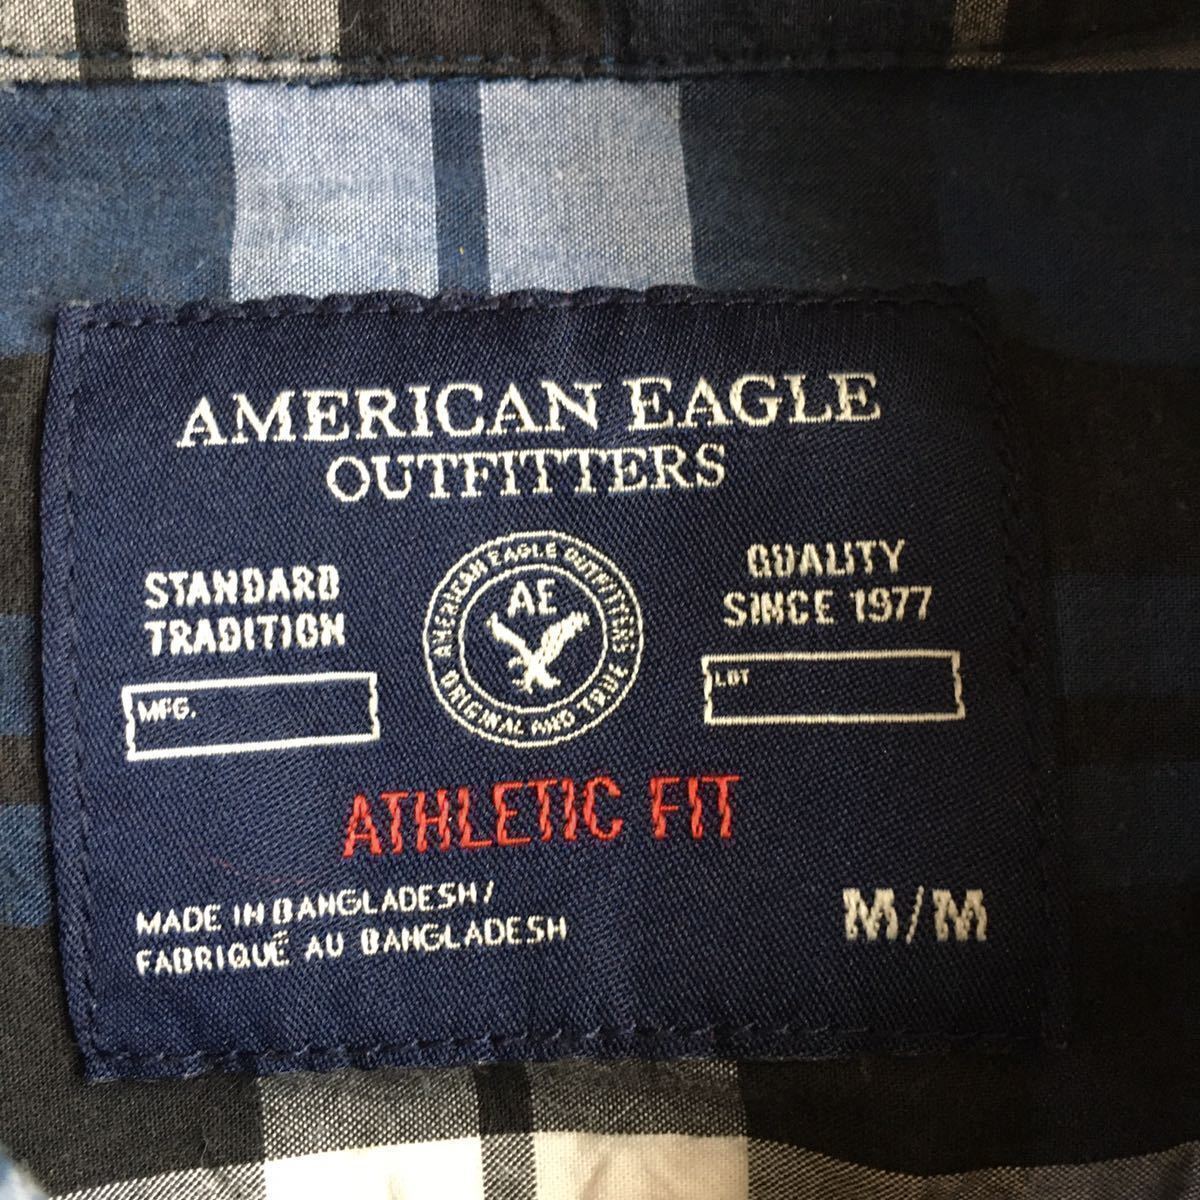 AMERICAN EAGLE
OUTFITTERS
STANDARD
TRADITION
MFG.
AMERICAN EAGLE OUTFITTERS
AE
ORIGINAL AND TRUE
QUALITY
SINCE 1977
LOT
ATHLETIC FIT
MADE IN BANGLADESH/
FABRIQUÉ AU BANGLADESH
M/M